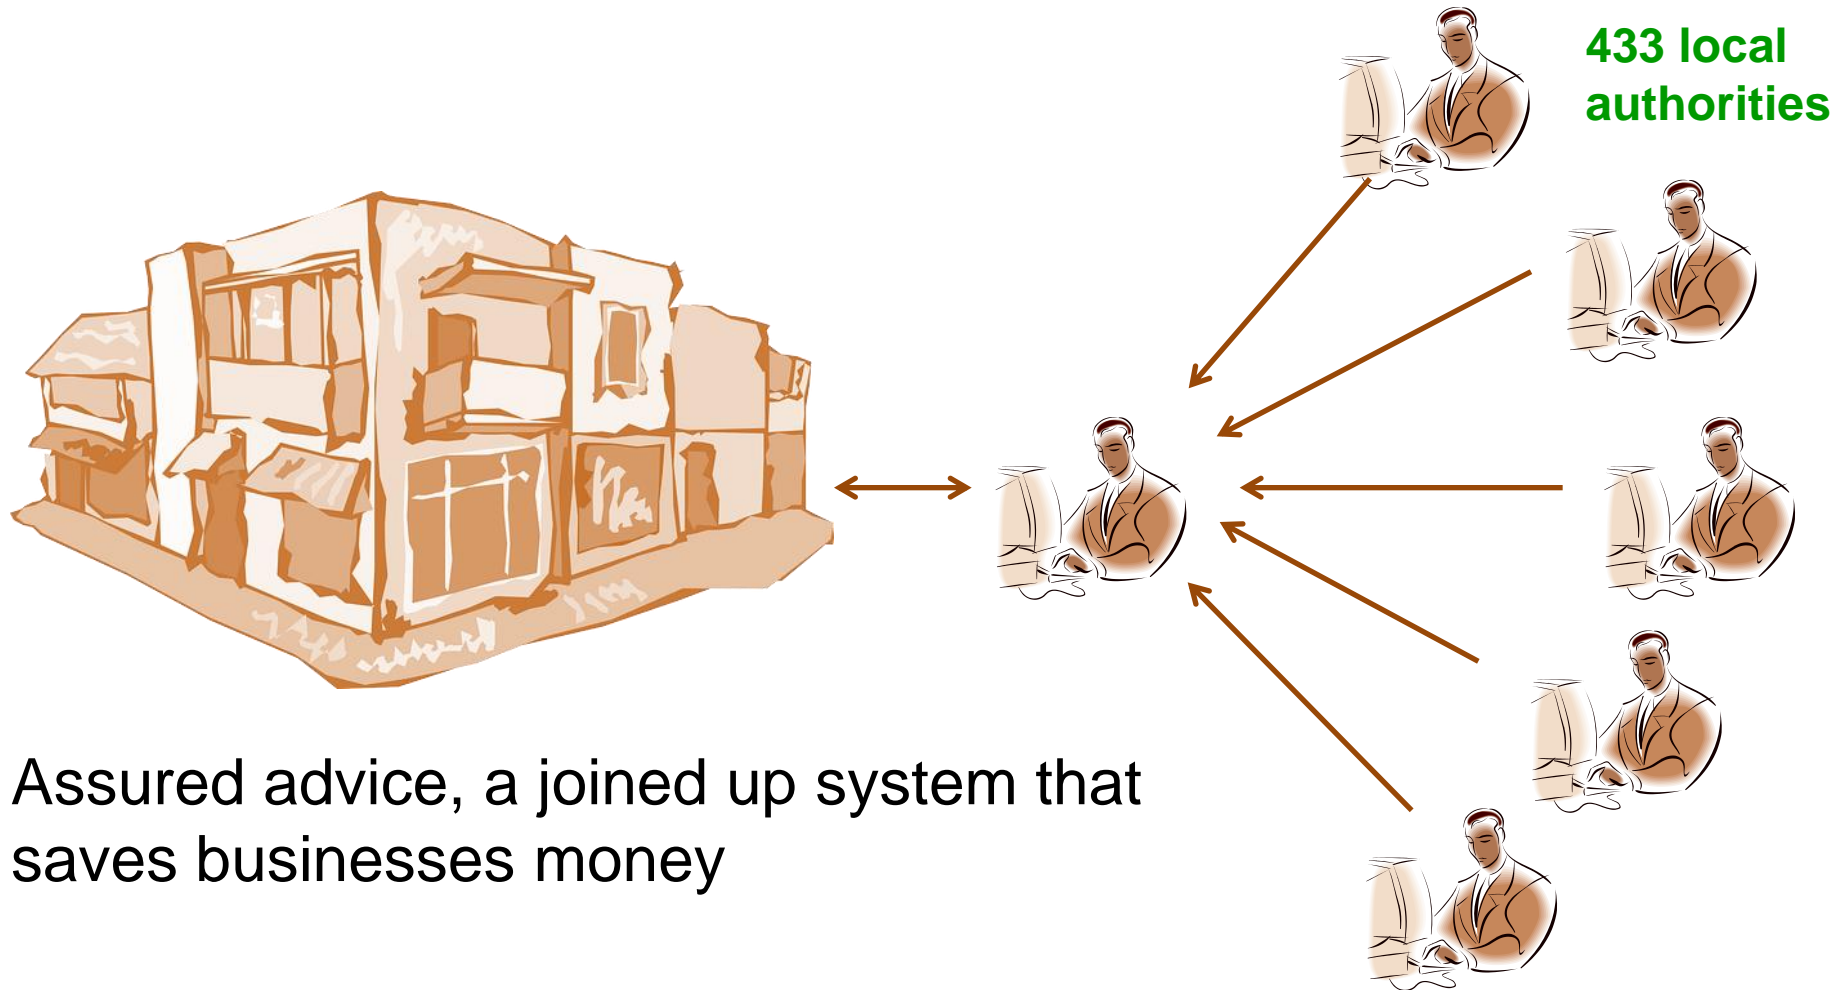 433 local
authorities
Assured advice, a joined up system that
saves businesses money